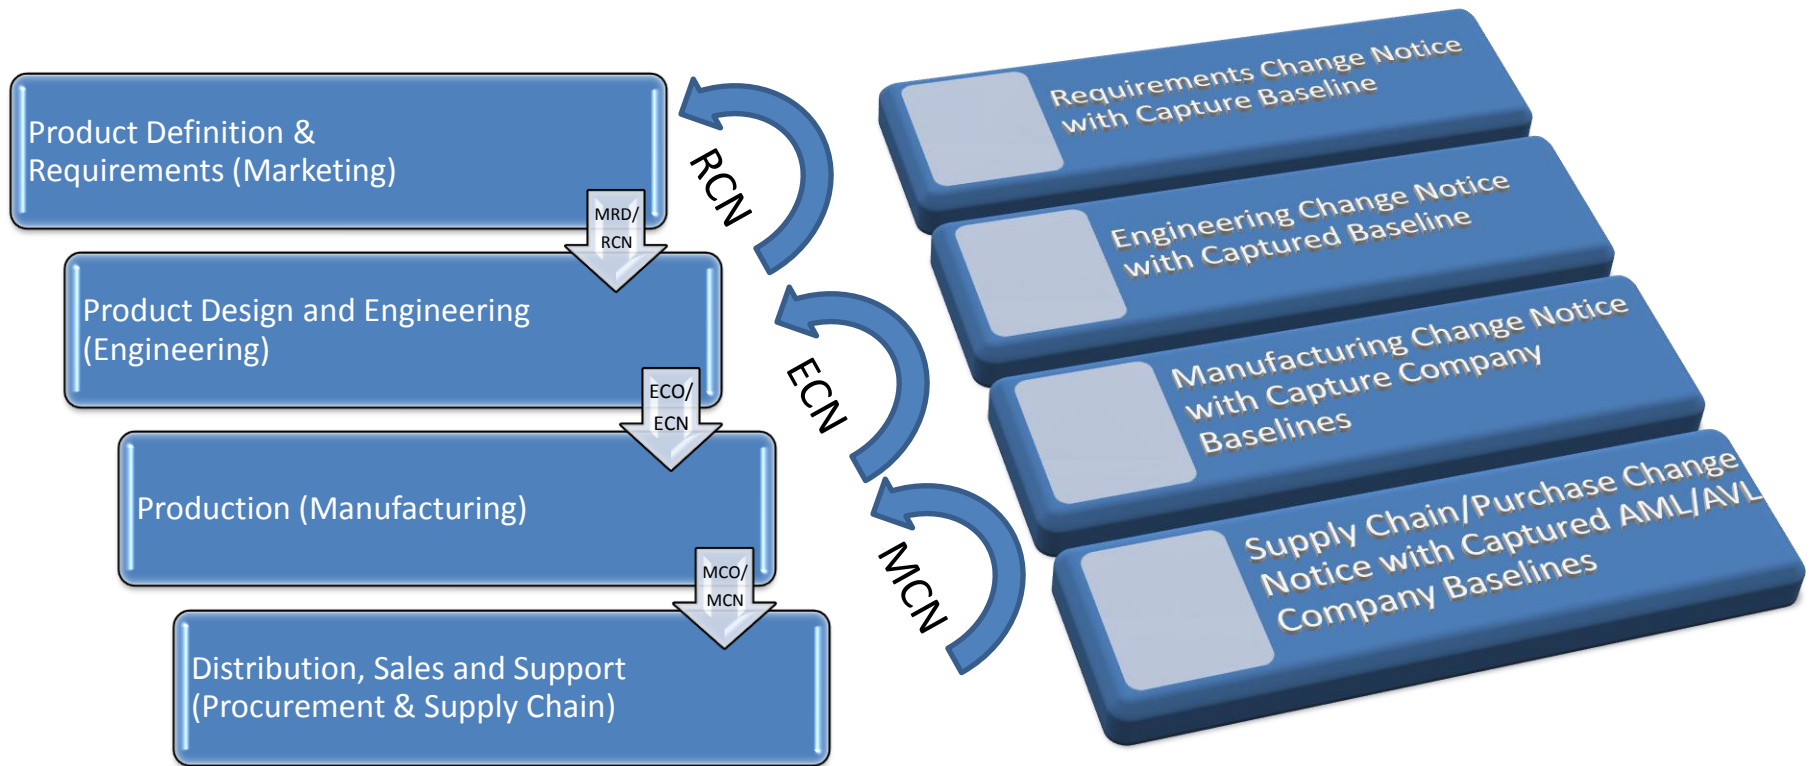 Product Definition &
Requirements (Marketing)
MRD/
RCN
Product Design and Engineering
(Engineering)
ECO/
ECN
Production (Manufacturing)
MCO/
MCN
Distribution, Sales and Support
(Procurement & Supply Chain)
RCN
ECN
MCN
Requirements Change Notice
with Capture Baseline
Engineering Change Notice
with Captured Baseline
Manufacturing Change Notice
with Capture Company
Baselines
Supply Chain/Purchase Change
Notice with Captured AML/AVL
Company Baselines